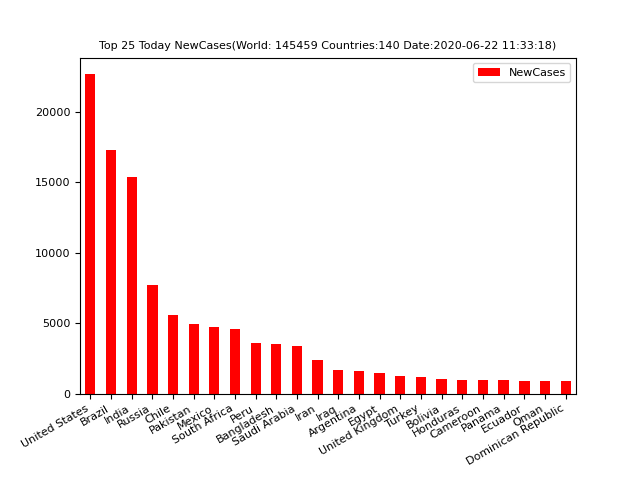 Top 25 Today NewCases(World: 145459 Countries:140 Date:2020-06-22 11:33:18)
NewCases
20000
15000
10000
5000
0
United States
Brazil
India
Russia
Chile
Pakistan
Mexico
South Africa
Peru
Bangladesh
Saudi Arabia
Iran
Iraq
Argentina
Egypt
United Kingdom
Turkey
Bolivia
Honduras
Cameroon
Panama
Ecuador
Oman
Dominican Republic